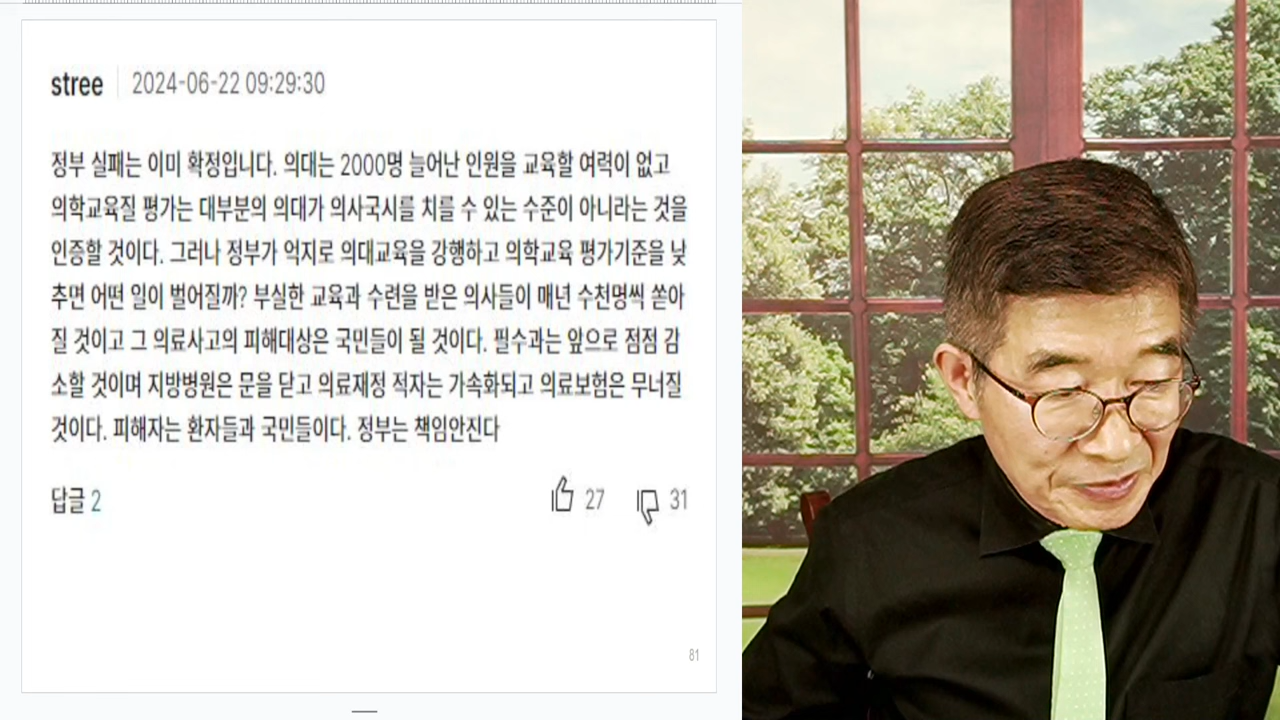 stree 2024-06-22 09:29:30
정부 실패는 이미 확정입니다. 의대는 2000명 늘어난 인원을 교육할 여력이 없고
의학교육질 평가는 대부분의 의대가 의사국시를 치를 수 있는 수준이 아니라는 것을
인증할 것이다. 그러나 정부가 억지로 의대교육을 강행하고 의학교육 평가기준을 낮
추면 어떤 일이 벌어질까? 부실한 교육과 수련을 받은 의사들이 매년 수천명씩 쏟아
질 것이고 그 의료사고의 피해대상은 국민들이 될 것이다. 필수과는 앞으로 점점 감
소할 것이며 지방병원은 문을 닫고 의료재정 적자는 가속화되고 의료보험은 무너질
것이다. 피해자는 환자들과 국민들이다. 정부는 책임안진다
답글 2 27 31
81